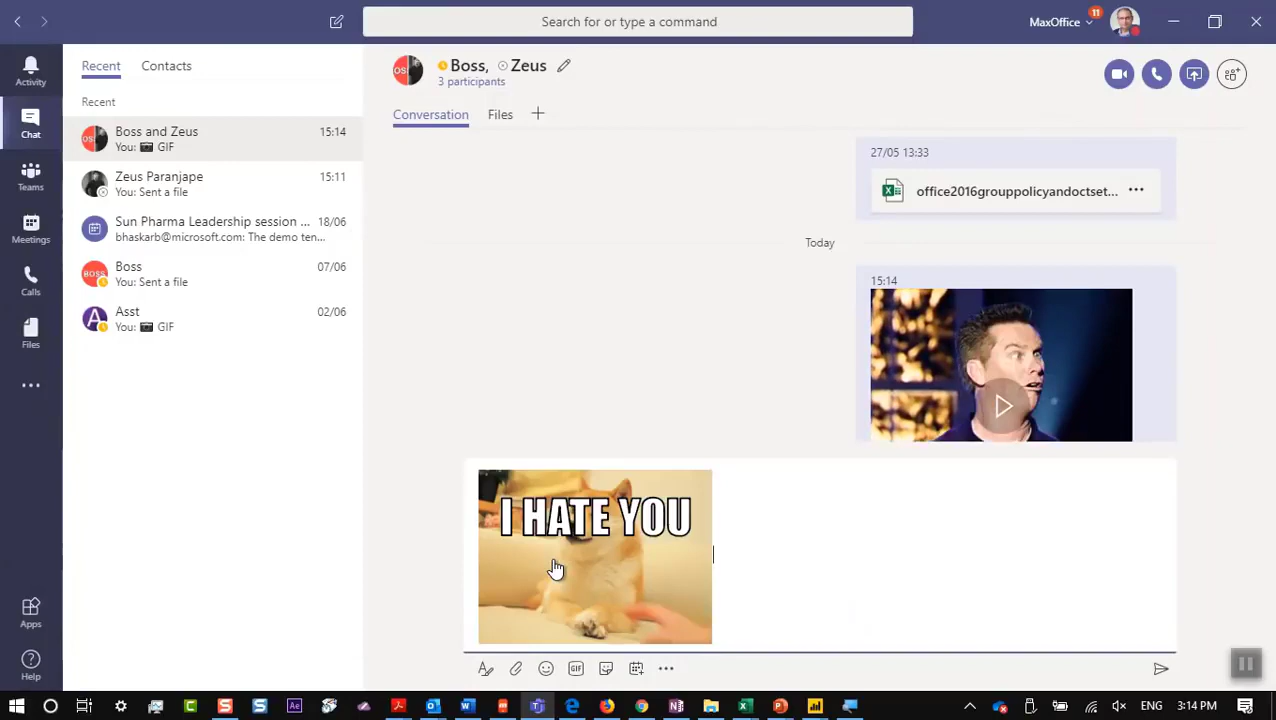 Search for or type a command
MaxOffice
11
Activity
Chat
Teams
Meetings
Calls
Files
Apps
Help
Recent
Contacts
Recent
Boss and Zeus
15:14
You: GIF
Zeus Paranjape
15:11
You: Sent a file
Sun Pharma Leadership session ...
18/06
bhaskarb@microsoft.com: The demo ten...
BOSS
Boss
07/06
You: Sent a file
A
Asst
02/06
You: GIF
Boss, Zeus
3 participants
Conversation
Files
27/05 13:33
office2016grouppolicyandoctset...
Today
15:14
I HATE YOU
GIF
3:14 PM